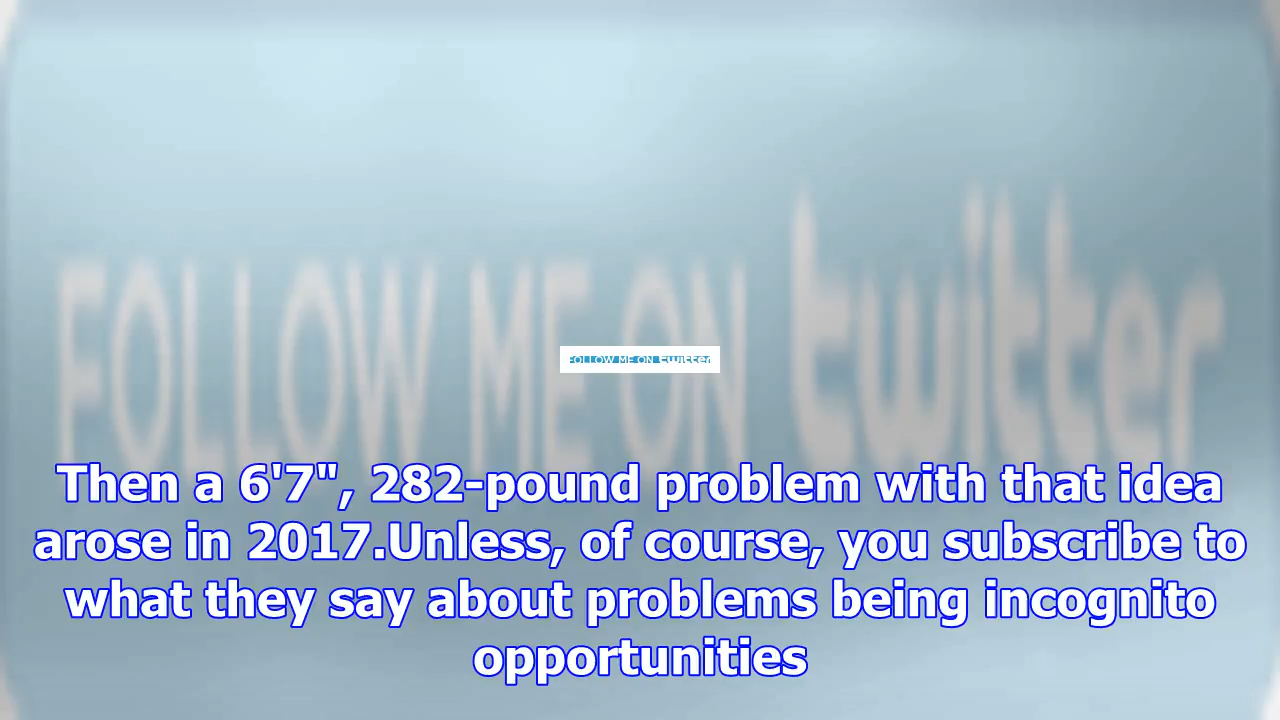 FOLLOW ME ON twitter
FOLLOW ME ON twitter
Then a 6'7", 282-pound problem with that idea
arose in 2017.Unless, of course, you subscribe to
what they say about problems being incognito
opportunities